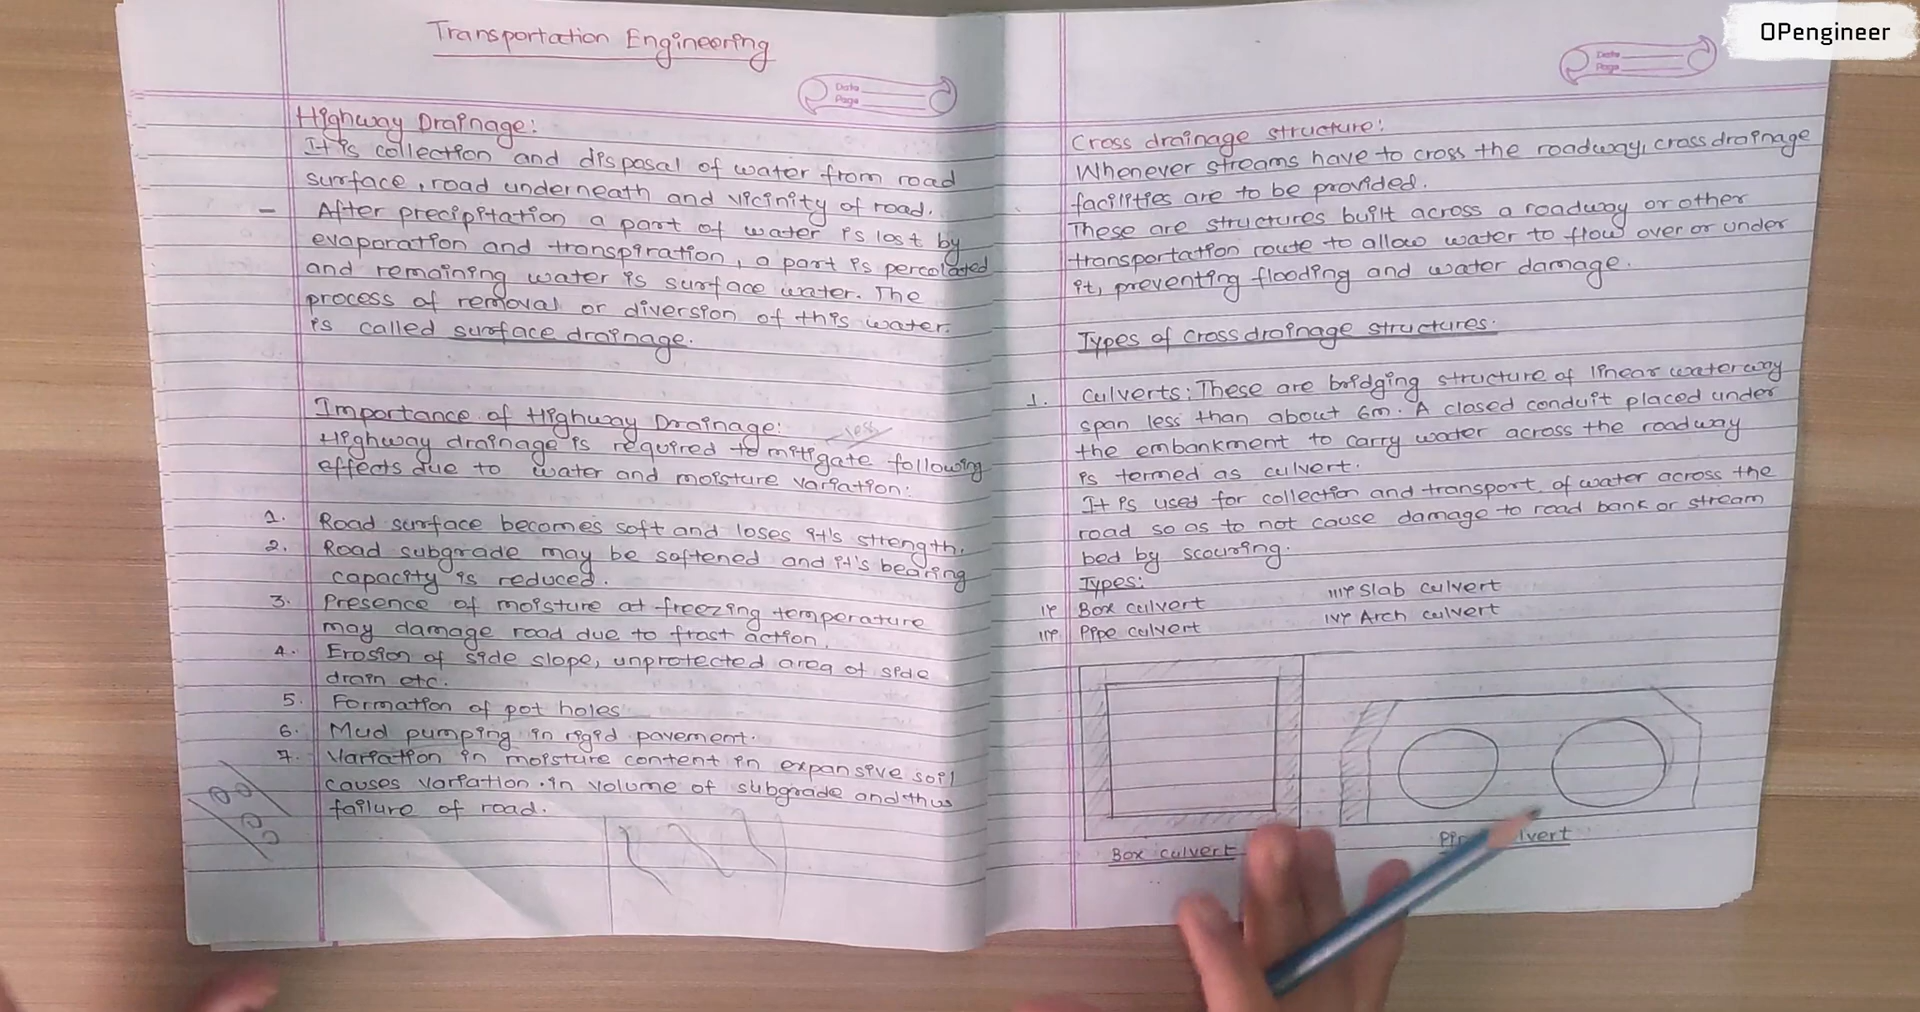 OPengineer
Transportation Engineering
Date
Page
Highway Drainage:
It is collection and disposal of water from road
surface, road underneath and vicinity of road.
- After precipitation a part of water is lost by
evaporation and transpiration, a part is percolated
and remaining water is surface water. The
process of removal or diversion of this water.
is called surface drainage.
Importance of Highway Drainage:
Highway drainage is required to mitigate following
effects due to water and moisture variation:
1. Road surface becomes soft and loses it's strength.
2. Road subgrade may be softened and it's bearing
capacity is reduced.
3. Presence of moisture at freezing temperature
may damage road due to frost action.
4. Erosion of side slope, unprotected area of side
drain etc.
5. Formation of pot holes
6. Mud pumping in rigid pavement.
7. Variation in moisture content in expansive soil
causes variation in volume of subgrade and thus
failure of road.
Date
Page
Cross drainage structure:
Whenever streams have to cross the roadway, cross drainage
facilities are to be provided.
These are structures built across a roadway or other
transportation route to allow water to flow over or under
it, preventing flooding and water damage.
Types of cross drainage structures.
1. Culverts: These are bridging structure of linear waterway
span less than about 6m. A closed conduit placed under
the embankment to carry water across the roadway
is termed as culvert.
It is used for collection and transport of water across the
road so as to not cause damage to road bank or stream
bed by scouring.
Types:
i) Box culvert
ii) Pipe culvert
iii) Slab culvert
iv) Arch culvert
Box culvert